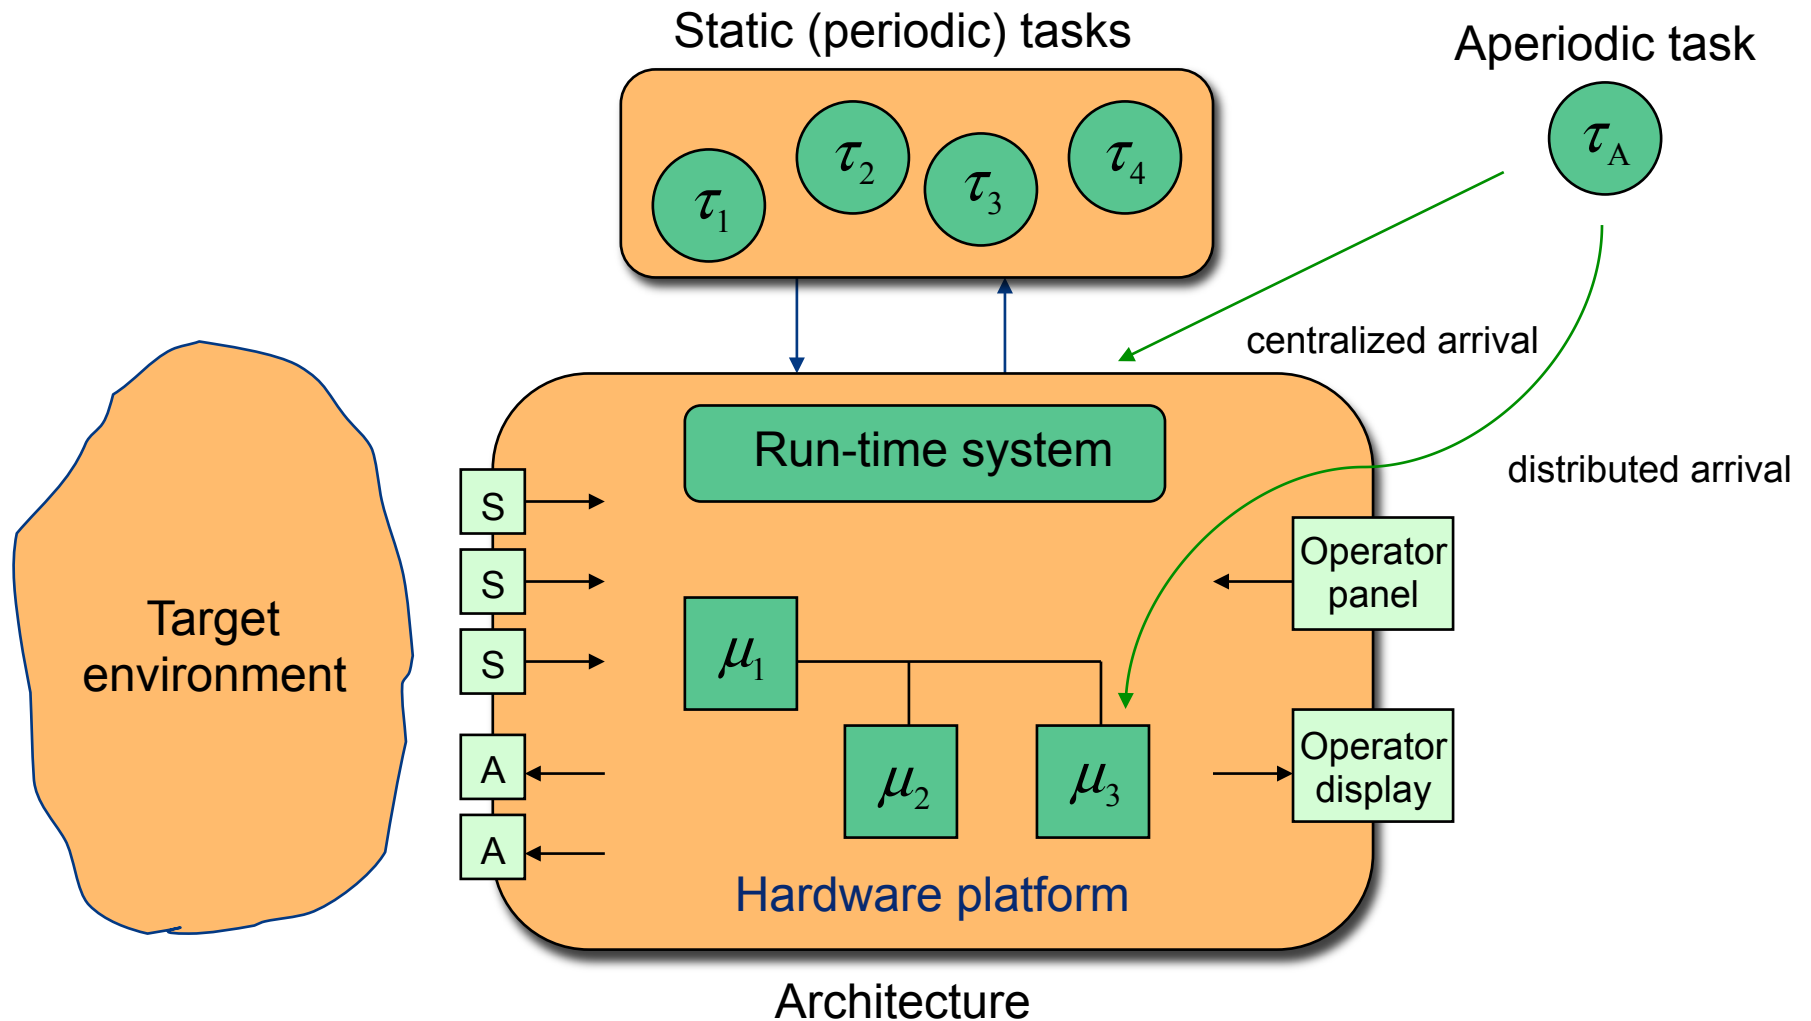 Static (periodic) tasks
Aperiodic task
τ1
τ2
τ3
τ4
τA
centralized arrival
distributed arrival
Run-time system
S
S
S
A
A
Target
environment
μ1
μ2
μ3
Operator
panel
Operator
display
Hardware platform
Architecture